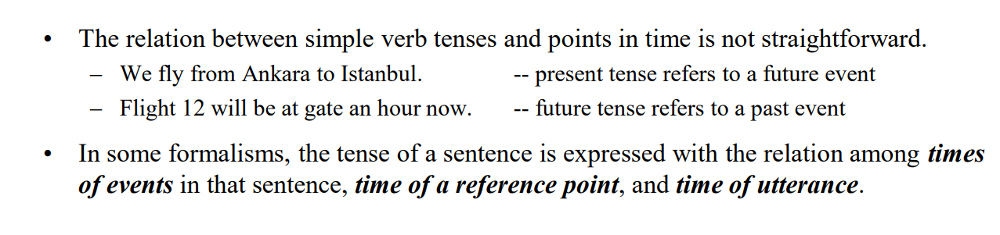 • The relation between simple verb tenses and points in time is not straightforward.
– We fly from Ankara to Istanbul. -- present tense refers to a future event
– Flight 12 will be at gate an hour now. -- future tense refers to a past event
• In some formalisms, the tense of a sentence is expressed with the relation among times
of events in that sentence, time of a reference point, and time of utterance.